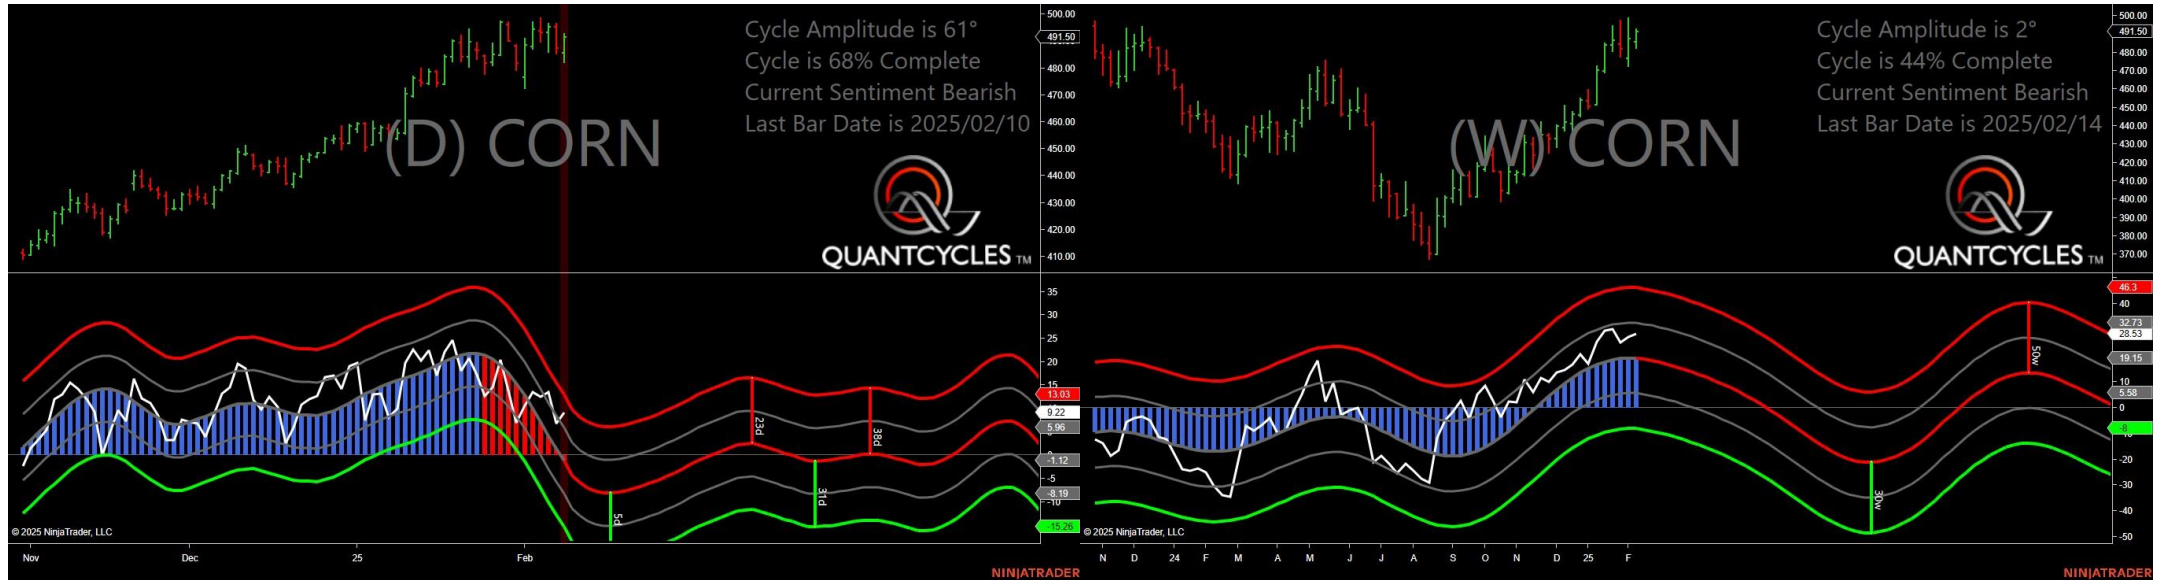 Cycle Amplitude is 61°
Cycle is 68% Complete
Current Sentiment Bearish
Last Bar Date is 2025/02/10
(D) CORN
QUANTCYCLES TM
500.00
491.50
480.00
470.00
460.00
450.00
440.00
430.00
420.00
410.00
35
30
25
20
15
13.03
9.22
5.96
-1.12
-5
-8.19
-10
-15.26
23d
38d
31d
5d
© 2025 NinjaTrader, LLC
Nov Dec 25 Feb
NINJATRADER
Cycle Amplitude is 2°
Cycle is 44% Complete
Current Sentiment Bearish
Last Bar Date is 2025/02/14
(W) CORN
QUANTCYCLES TM
500.00
491.50
480.00
470.00
460.00
450.00
440.00
430.00
420.00
410.00
400.00
390.00
380.00
370.00
46.3
40
32.73
28.53
19.15
10
5.58
0
-8
-20
-30
-40
-50
50w
30w
© 2025 NinjaTrader, LLC
N D 24 F M A M J J A S O N D 25 F
NINJATRADER